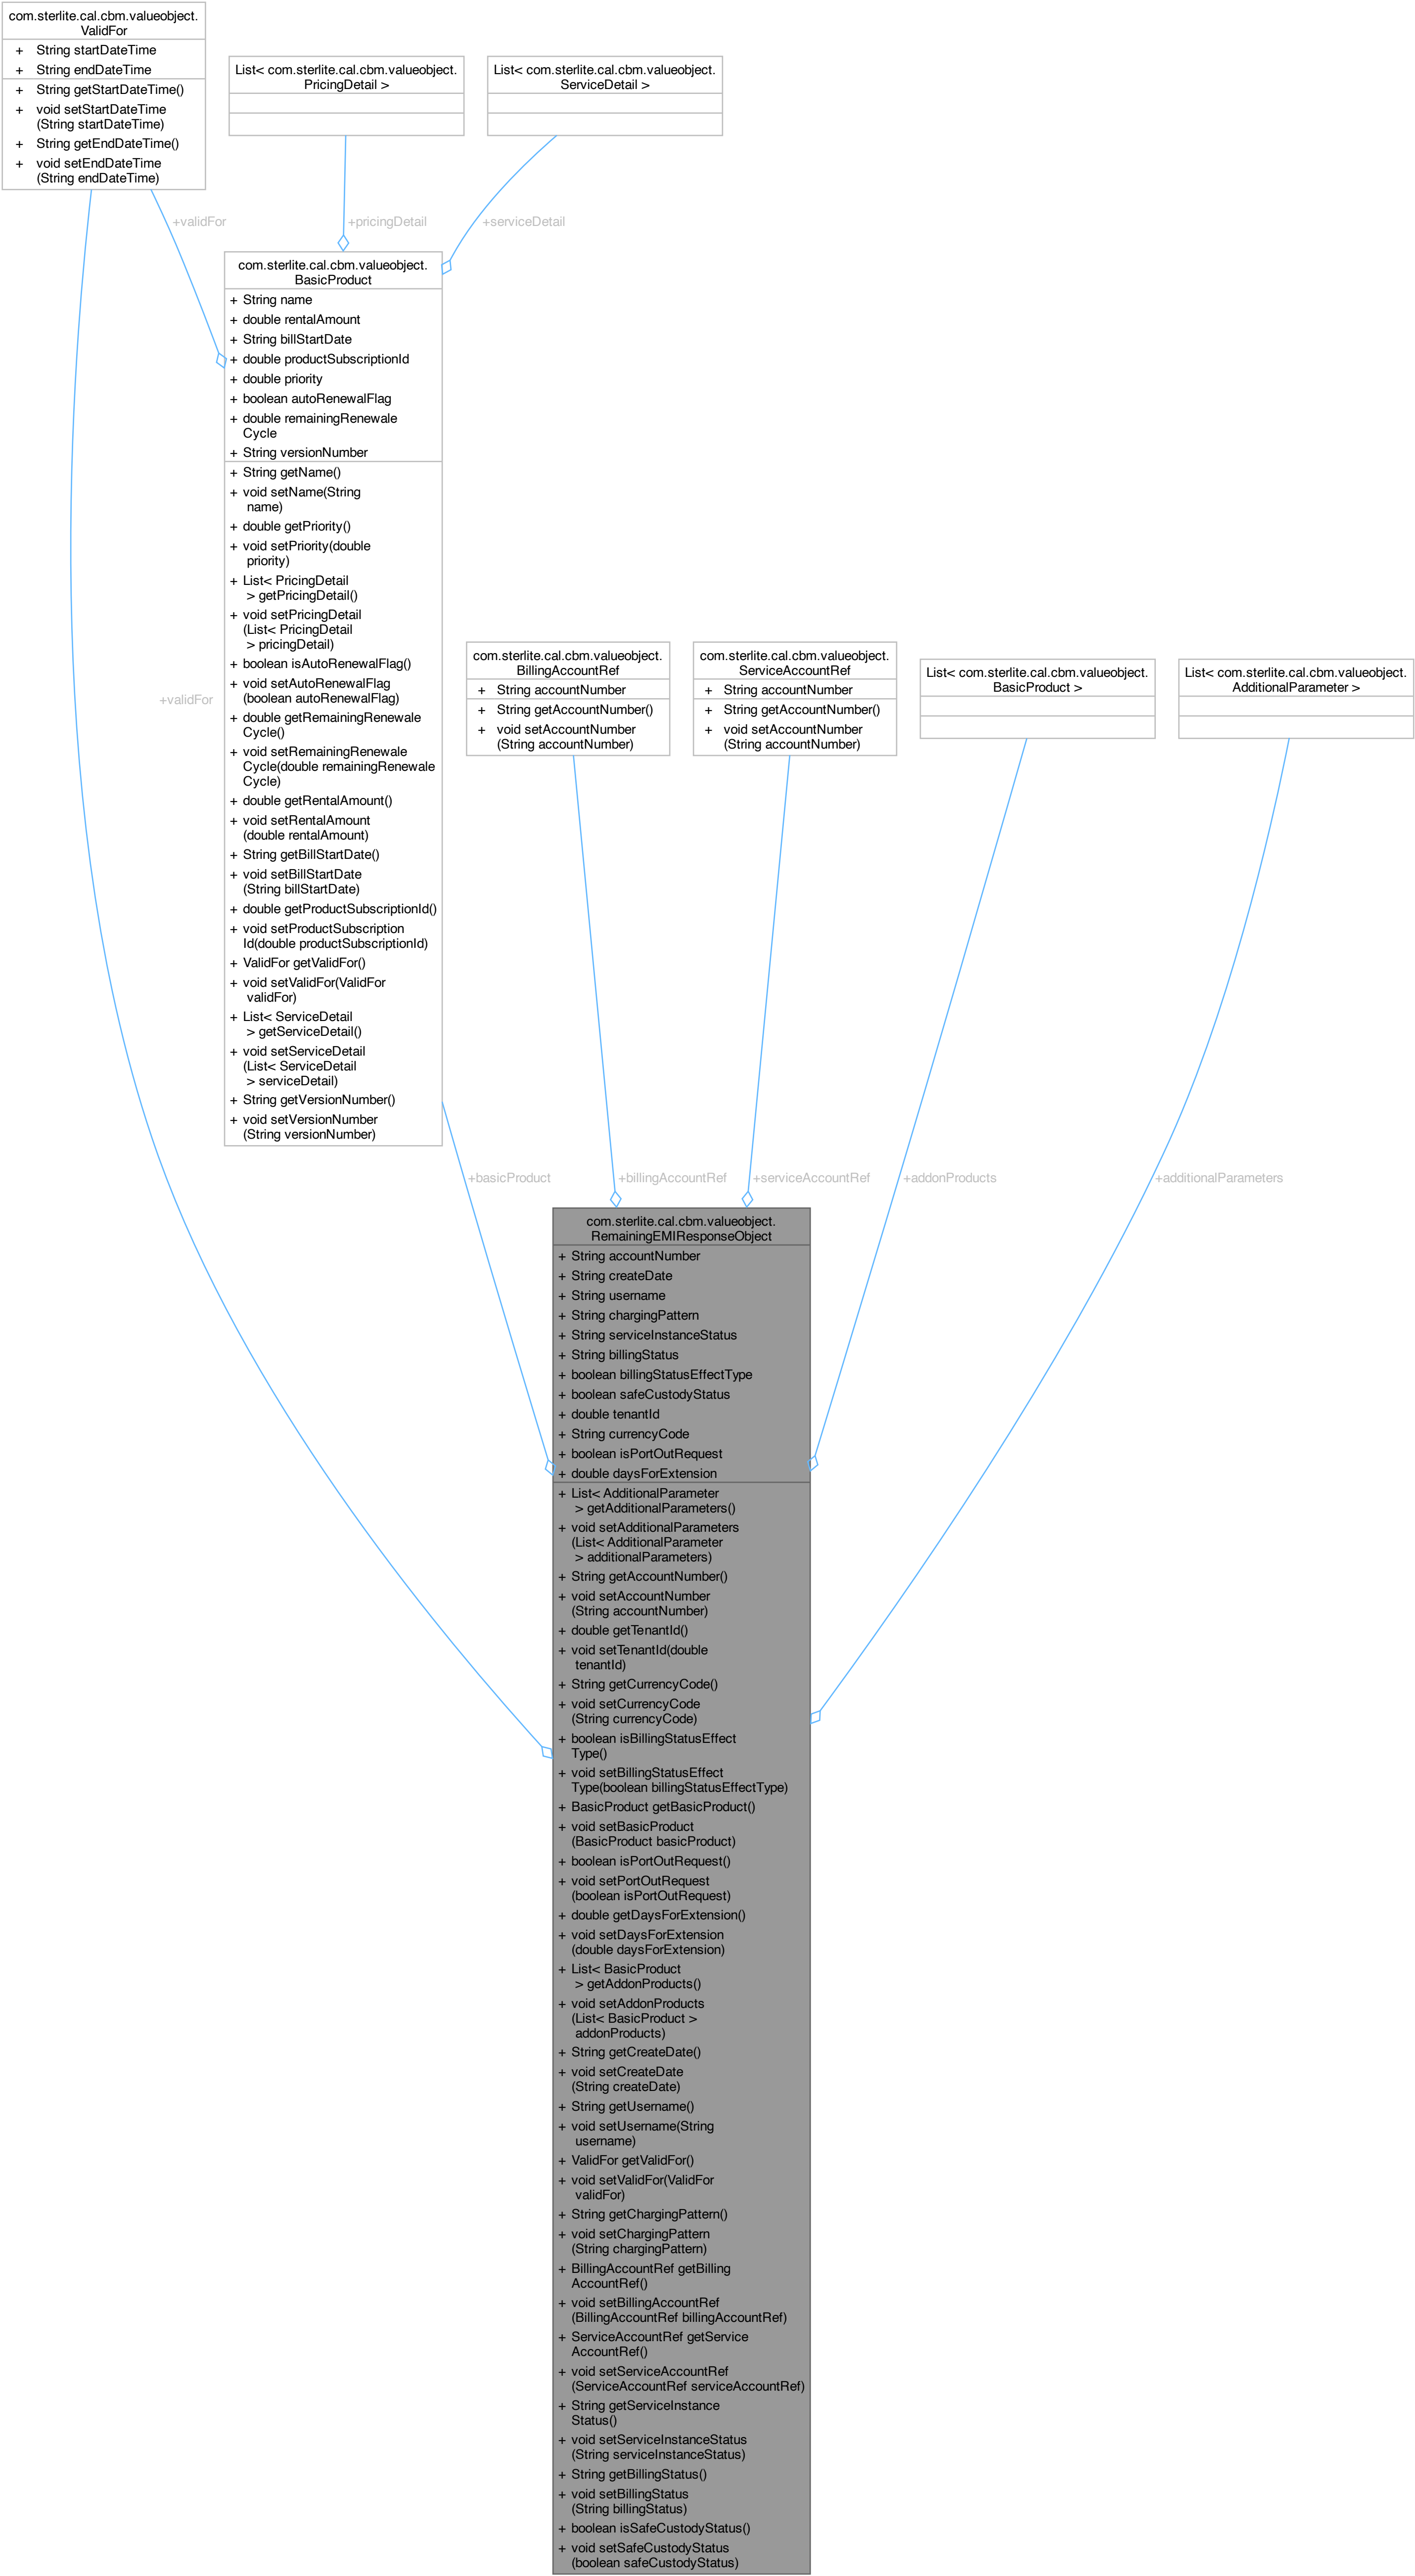 com.sterlite.cal.cbm.valueobject.
ValidFor
+ String startDateTime
+ String endDateTime
+ String getStartDateTime()
+ void setStartDateTime
(String startDateTime)
+ String getEndDateTime()
+ void setEndDateTime
(String endDateTime)
List< com.sterlite.cal.cbm.valueobject.
PricingDetail >
List< com.sterlite.cal.cbm.valueobject.
ServiceDetail >
+validFor
+pricingDetail
+serviceDetail
com.sterlite.cal.cbm.valueobject.
BasicProduct
+ String name
+ double rentalAmount
+ String billStartDate
+ double productSubscriptionId
+ double priority
+ boolean autoRenewalFlag
+ double remainingRenewale
Cycle
+ String versionNumber
+ String getName()
+ void setName(String
name)
+ double getPriority()
+ void setPriority(double
priority)
+ List< PricingDetail
> getPricingDetail()
+ void setPricingDetail
(List< PricingDetail
> pricingDetail)
+ boolean isAutoRenewalFlag()
+ void setAutoRenewalFlag
(boolean autoRenewalFlag)
+ double getRemainingRenewale
Cycle()
+ void setRemainingRenewale
Cycle(double remainingRenewale
Cycle)
+ double getRentalAmount()
+ void setRentalAmount
(double rentalAmount)
+ String getBillStartDate()
+ void setBillStartDate
(String billStartDate)
+ double getProductSubscriptionId()
+ void setProductSubscription
Id(double productSubscriptionId)
+ ValidFor getValidFor()
+ void setValidFor(ValidFor
validFor)
+ List< ServiceDetail
> getServiceDetail()
+ void setServiceDetail
(List< ServiceDetail
> serviceDetail)
+ String getVersionNumber()
+ void setVersionNumber
(String versionNumber)
+validFor
com.sterlite.cal.cbm.valueobject.
BillingAccountRef
+ String accountNumber
+ String getAccountNumber()
+ void setAccountNumber
(String accountNumber)
com.sterlite.cal.cbm.valueobject.
ServiceAccountRef
+ String accountNumber
+ String getAccountNumber()
+ void setAccountNumber
(String accountNumber)
List< com.sterlite.cal.cbm.valueobject.
BasicProduct >
List< com.sterlite.cal.cbm.valueobject.
AdditionalParameter >
+basicProduct
+billingAccountRef
+serviceAccountRef
+addonProducts
+additionalParameters
com.sterlite.cal.cbm.valueobject.
RemainingEMIResponseObject
+ String accountNumber
+ String createDate
+ String username
+ String chargingPattern
+ String serviceInstanceStatus
+ String billingStatus
+ boolean billingStatusEffectType
+ boolean safeCustodyStatus
+ double tenantId
+ String currencyCode
+ boolean isPortOutRequest
+ double daysForExtension
+ List< AdditionalParameter
> getAdditionalParameters()
+ void setAdditionalParameters
(List< AdditionalParameter
> additionalParameters)
+ String getAccountNumber()
+ void setAccountNumber
(String accountNumber)
+ double getTenantId()
+ void setTenantId(double
tenantId)
+ String getCurrencyCode()
+ void setCurrencyCode
(String currencyCode)
+ boolean isBillingStatusEffect
Type()
+ void setBillingStatusEffect
Type(boolean billingStatusEffectType)
+ BasicProduct getBasicProduct()
+ void setBasicProduct
(BasicProduct basicProduct)
+ boolean isPortOutRequest()
+ void setPortOutRequest
(boolean isPortOutRequest)
+ double getDaysForExtension()
+ void setDaysForExtension
(double daysForExtension)
+ List< BasicProduct
> getAddonProducts()
+ void setAddonProducts
(List< BasicProduct >
addonProducts)
+ String getCreateDate()
+ void setCreateDate
(String createDate)
+ String getUsername()
+ void setUsername(String
username)
+ ValidFor getValidFor()
+ void setValidFor(ValidFor
validFor)
+ String getChargingPattern()
+ void setChargingPattern
(String chargingPattern)
+ BillingAccountRef getBilling
AccountRef()
+ void setBillingAccountRef
(BillingAccountRef billingAccountRef)
+ ServiceAccountRef getService
AccountRef()
+ void setServiceAccountRef
(ServiceAccountRef serviceAccountRef)
+ String getServiceInstance
Status()
+ void setServiceInstanceStatus
(String serviceInstanceStatus)
+ String getBillingStatus()
+ void setBillingStatus
(String billingStatus)
+ boolean isSafeCustodyStatus()
+ void setSafeCustodyStatus
(boolean safeCustodyStatus)